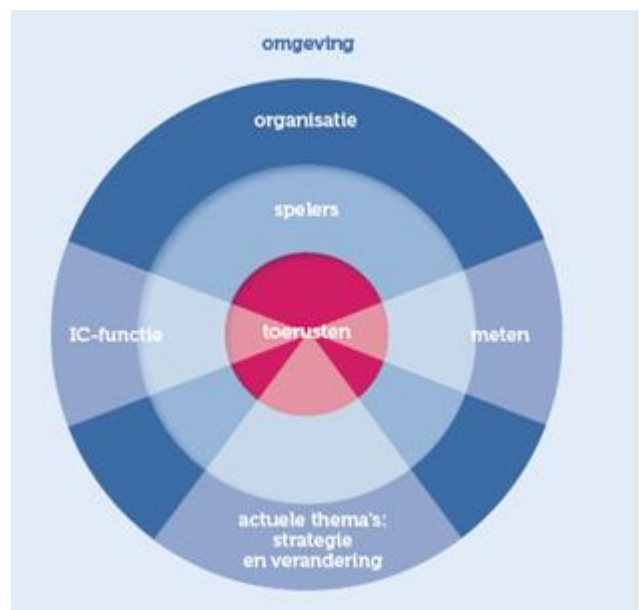 omgeving
organisatie
spelers
IC-functie
toerusten
meten
actuele thema's:
strategie
en verandering